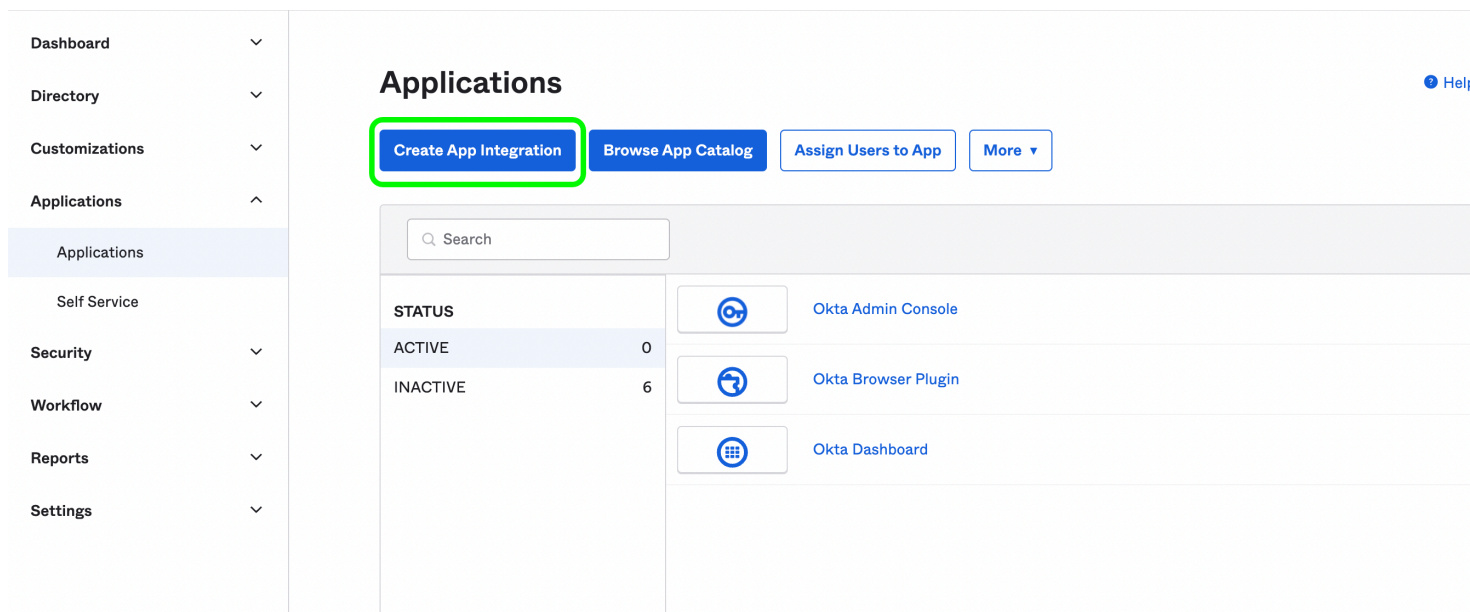 Dashboard
Directory
Customizations
Applications
Applications
Self Service
Security
Workflow
Reports
Settings
Applications
Help
Create App Integration
Browse App Catalog
Assign Users to App
More ▼
Search
STATUS
ACTIVE 0
INACTIVE 6
Okta Admin Console
Okta Browser Plugin
Okta Dashboard